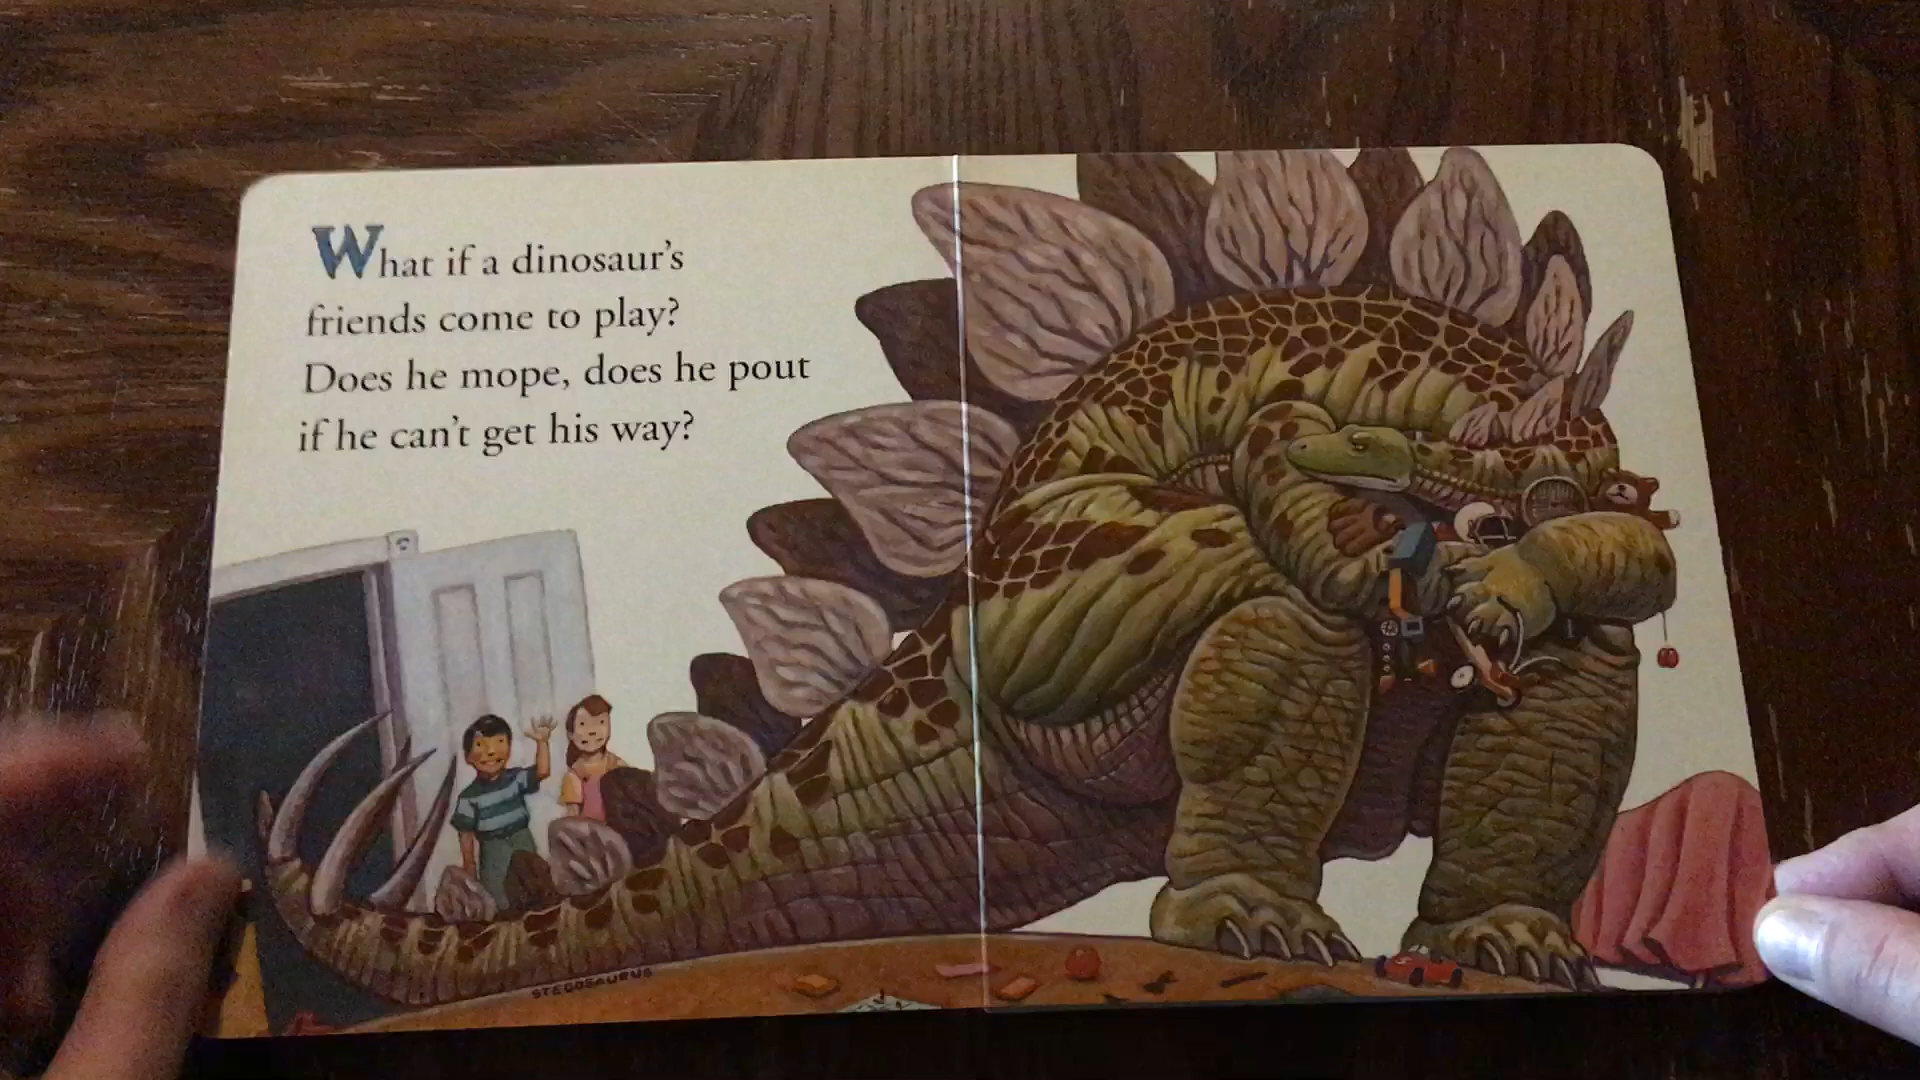 What if a dinosaur's
friends come to play?
Does he mope, does he pout
if he can't get his way?
STEGOSAURUS